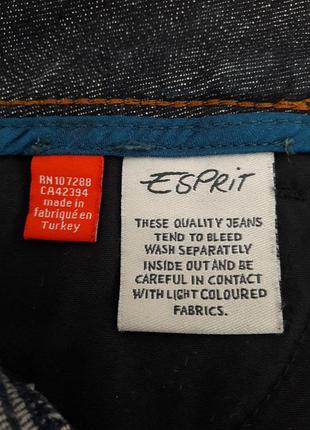 RN107288
CA42394
made in
fabriqué en
Turkey
ESPRIT
THESE QUALITY JEANS
TEND TO BLEED
WASH SEPARATELY
INSIDE OUT AND BE
CAREFUL IN CONTACT
WITH LIGHT COLOURED
FABRICS.